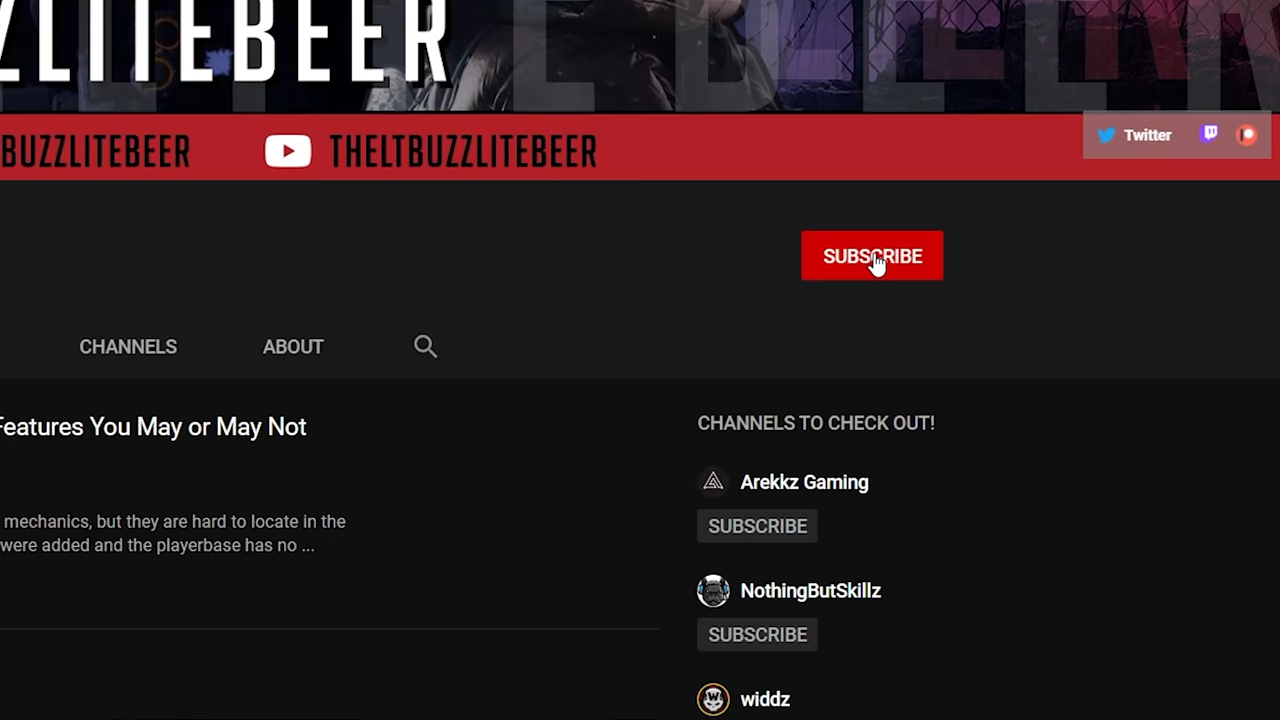 ZLITEBEER
BUZZLITEBEER
THELTBUZZLITEBEER
Twitter
SUBSCRIBE
CHANNELS
ABOUT
Features You May or May Not
CHANNELS TO CHECK OUT!
Arekkz Gaming
SUBSCRIBE
mechanics, but they are hard to locate in the
were added and the playerbase has no ...
NothingButSkillz
SUBSCRIBE
widdz